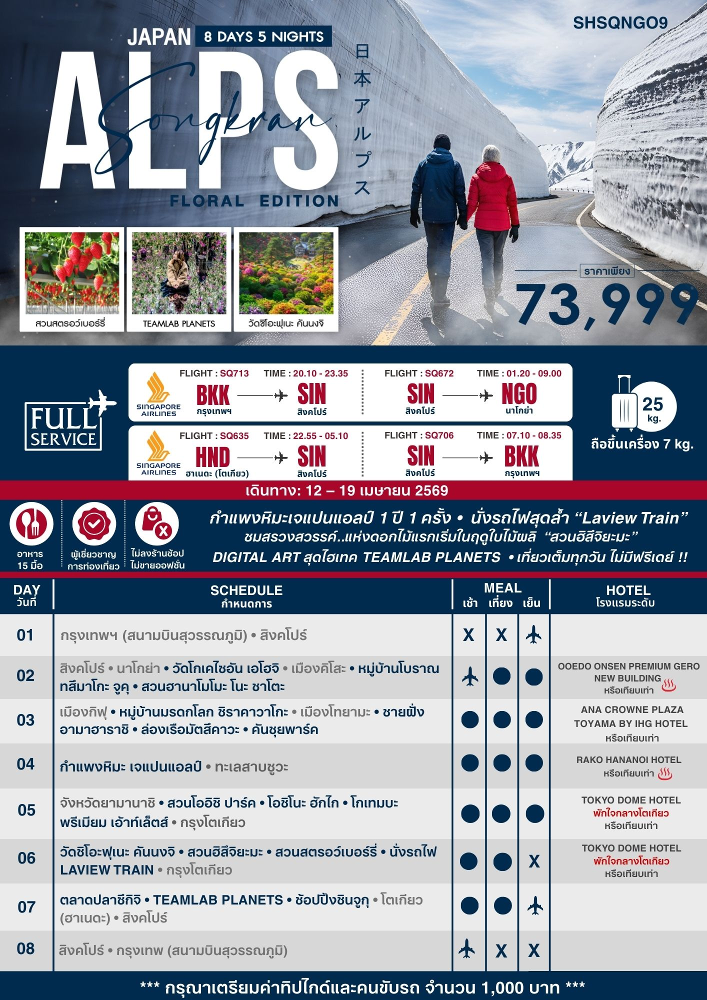 SHSQNGO9
JAPAN 8 DAYS 5 NIGHTS
ALPS
Songkran
FLORAL EDITION
日本アルプス
สวนสตรอว์เบอร์รี่
TEAMLAB PLANETS
วัดชิโอะฟุเนะ คันนงจิ
ราคาเพียง
73,999
FULL
SERVICE
SINGAPORE
AIRLINES
FLIGHT : SQ713 TIME : 20.10 - 23.35
BKK SIN
กรุงเทพฯ สิงคโปร์
FLIGHT : SQ672 TIME : 01.20 - 09.00
SIN NGO
สิงคโปร์ นาโกย่า
SINGAPORE
AIRLINES
FLIGHT : SQ635 TIME : 22.55 - 05.10
HND SIN
ฮาเนดะ (โตเกียว) สิงคโปร์
FLIGHT : SQ706 TIME : 07.10 - 08.35
SIN BKK
สิงคโปร์ กรุงเทพฯ
25
kg.
ถือขึ้นเครื่อง 7 kg.
เดินทาง: 12 – 19 เมษายน 2569
อาหาร
15 มื้อ
ผู้เชี่ยวชาญ
การท่องเที่ยว
ไม่ลงร้านช้อป
ไม่ขายออฟชั่น
กำแพงหิมะเจแปนแอลป์ 1 ปี 1 ครั้ง • นั่งรถไฟสุดล้ำ “Laview Train”
ชมสรวงสวรรค์..แห่งดอกไม้แรกเริ่มในฤดูใบไม้ผลิ “สวนฮิสึจิยะมะ”
DIGITAL ART สุดไฮเทค TEAMLAB PLANETS • เที่ยวเต็มทุกวัน ไม่มีฟรีเดย์ !!
DAY SCHEDULE MEAL HOTEL
วันที่ กำหนดการ เช้า เที่ยง เย็น โรงแรมระดับ
01 กรุงเทพฯ (สนามบินสุวรรณภูมิ) • สิงคโปร์ X X
02 สิงคโปร์ • นาโกย่า • วัดโกเคไซอัน เอโฮจิ • เมืองคิโสะ • หมู่บ้านโบราณ
ทสึมาโกะ จูคุ • สวนฮานาโมโมะ โนะ ซาโตะ
OOEDO ONSEN PREMIUM GERO
NEW BUILDING
หรือเทียบเท่า
03 เมืองกิฟุ • หมู่บ้านมรดกโลก ชิราคาวาโกะ • เมืองโทยามะ • ชายฝั่ง
อามาฮาราชิ • ล่องเรือมัตสึคาวะ • คันซุยพาร์ค
ANA CROWNE PLAZA
TOYAMA BY IHG HOTEL
หรือเทียบเท่า
04 กำแพงหิมะ เจแปนแอลป์ • ทะเลสาบซูวะ
RAKO HANANOI HOTEL
หรือเทียบเท่า
05 จังหวัดยามานาชิ • สวนโออิชิ ปาร์ค • โอชิโนะ ฮักไก • โกเทมบะ
พรีเมียม เอ้าท์เล็ตส์ • กรุงโตเกียว
TOKYO DOME HOTEL
พักใจกลางโตเกียว
หรือเทียบเท่า
06 วัดชิโอะฟุเนะ คันนงจิ • สวนฮิสึจิยะมะ • สวนสตรอว์เบอร์รี่ • นั่งรถไฟ
LAVIEW TRAIN • กรุงโตเกียว
X
TOKYO DOME HOTEL
พักใจกลางโตเกียว
หรือเทียบเท่า
07 ตลาดปลาซึกิจิ • TEAMLAB PLANETS • ช้อปปิ้งชินจูกุ • โตเกียว
(ฮาเนดะ) • สิงคโปร์
08 สิงคโปร์ • กรุงเทพ (สนามบินสุวรรณภูมิ) X X
*** กรุณาเตรียมค่าทิปไกด์และคนขับรถ จำนวน 1,000 บาท ***